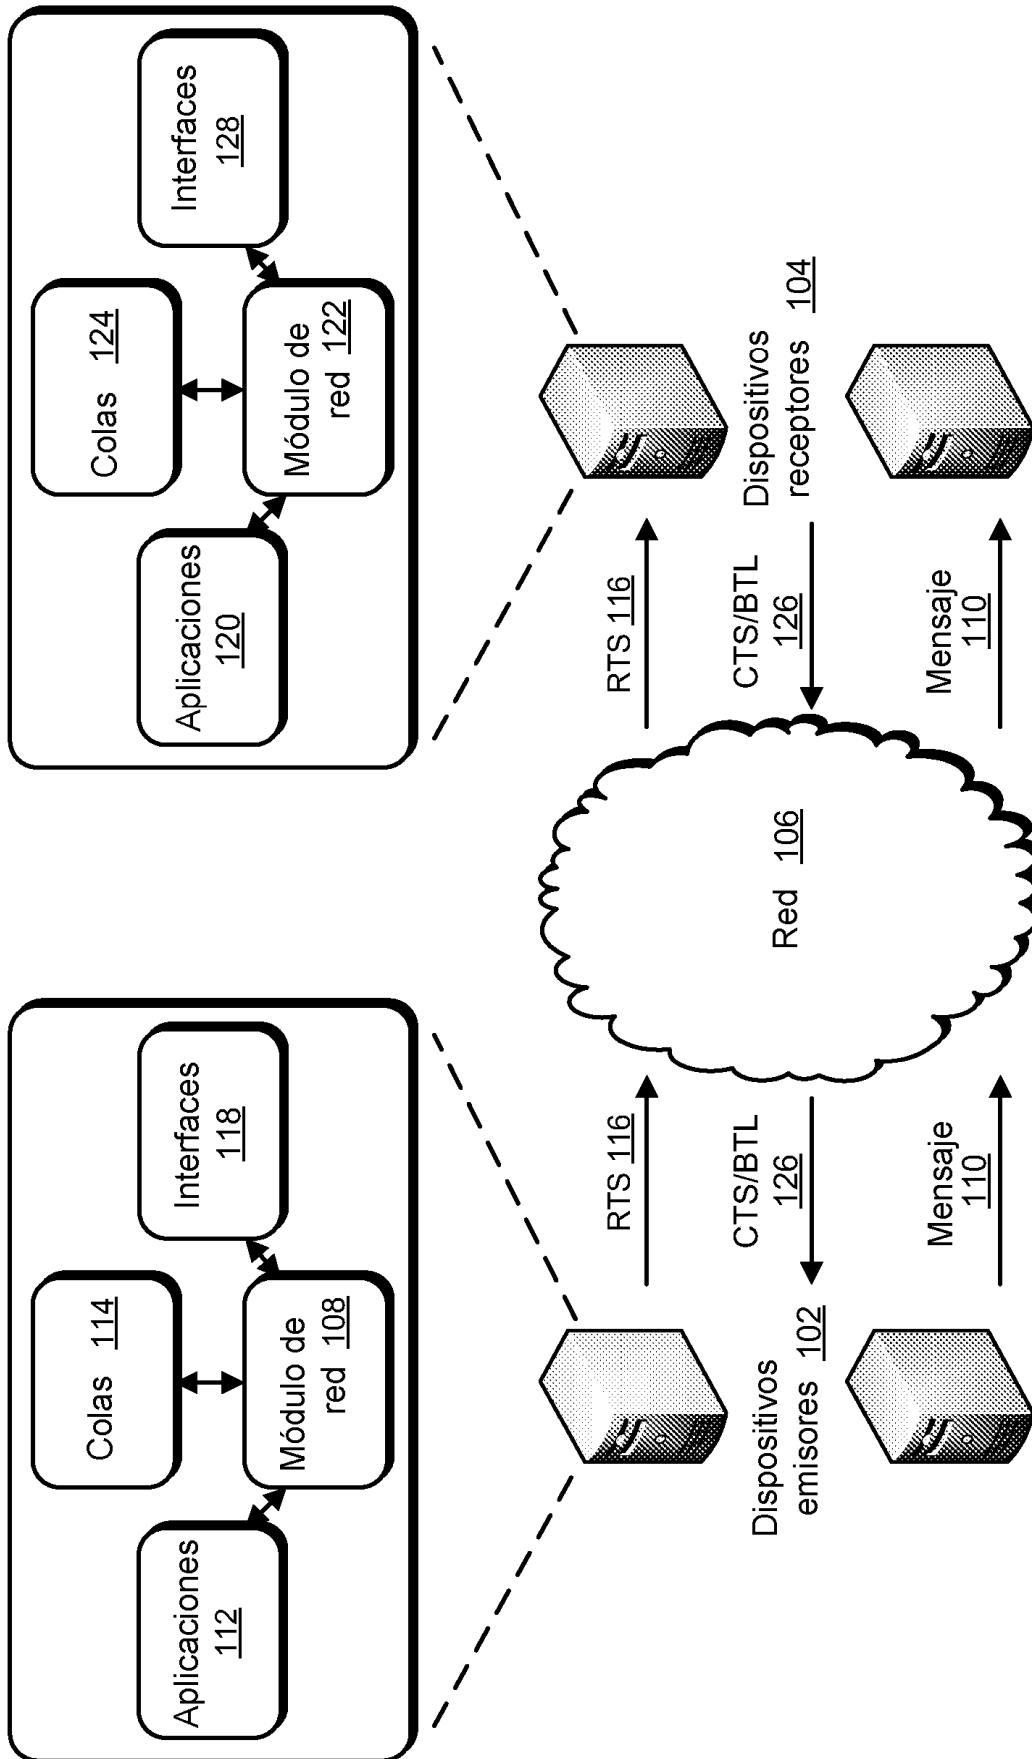 Colas 114
Aplicaciones
112
Módulo de
red 108
Interfaces
118
Colas 124
Aplicaciones
120
Módulo de
red 122
Interfaces
128
RTS 116
RTS 116
Dispositivos
emisores 102
CTS/BTL
126
Red 106
CTS/BTL
126
Dispositivos
receptores 104
Mensaje
110
Mensaje
110